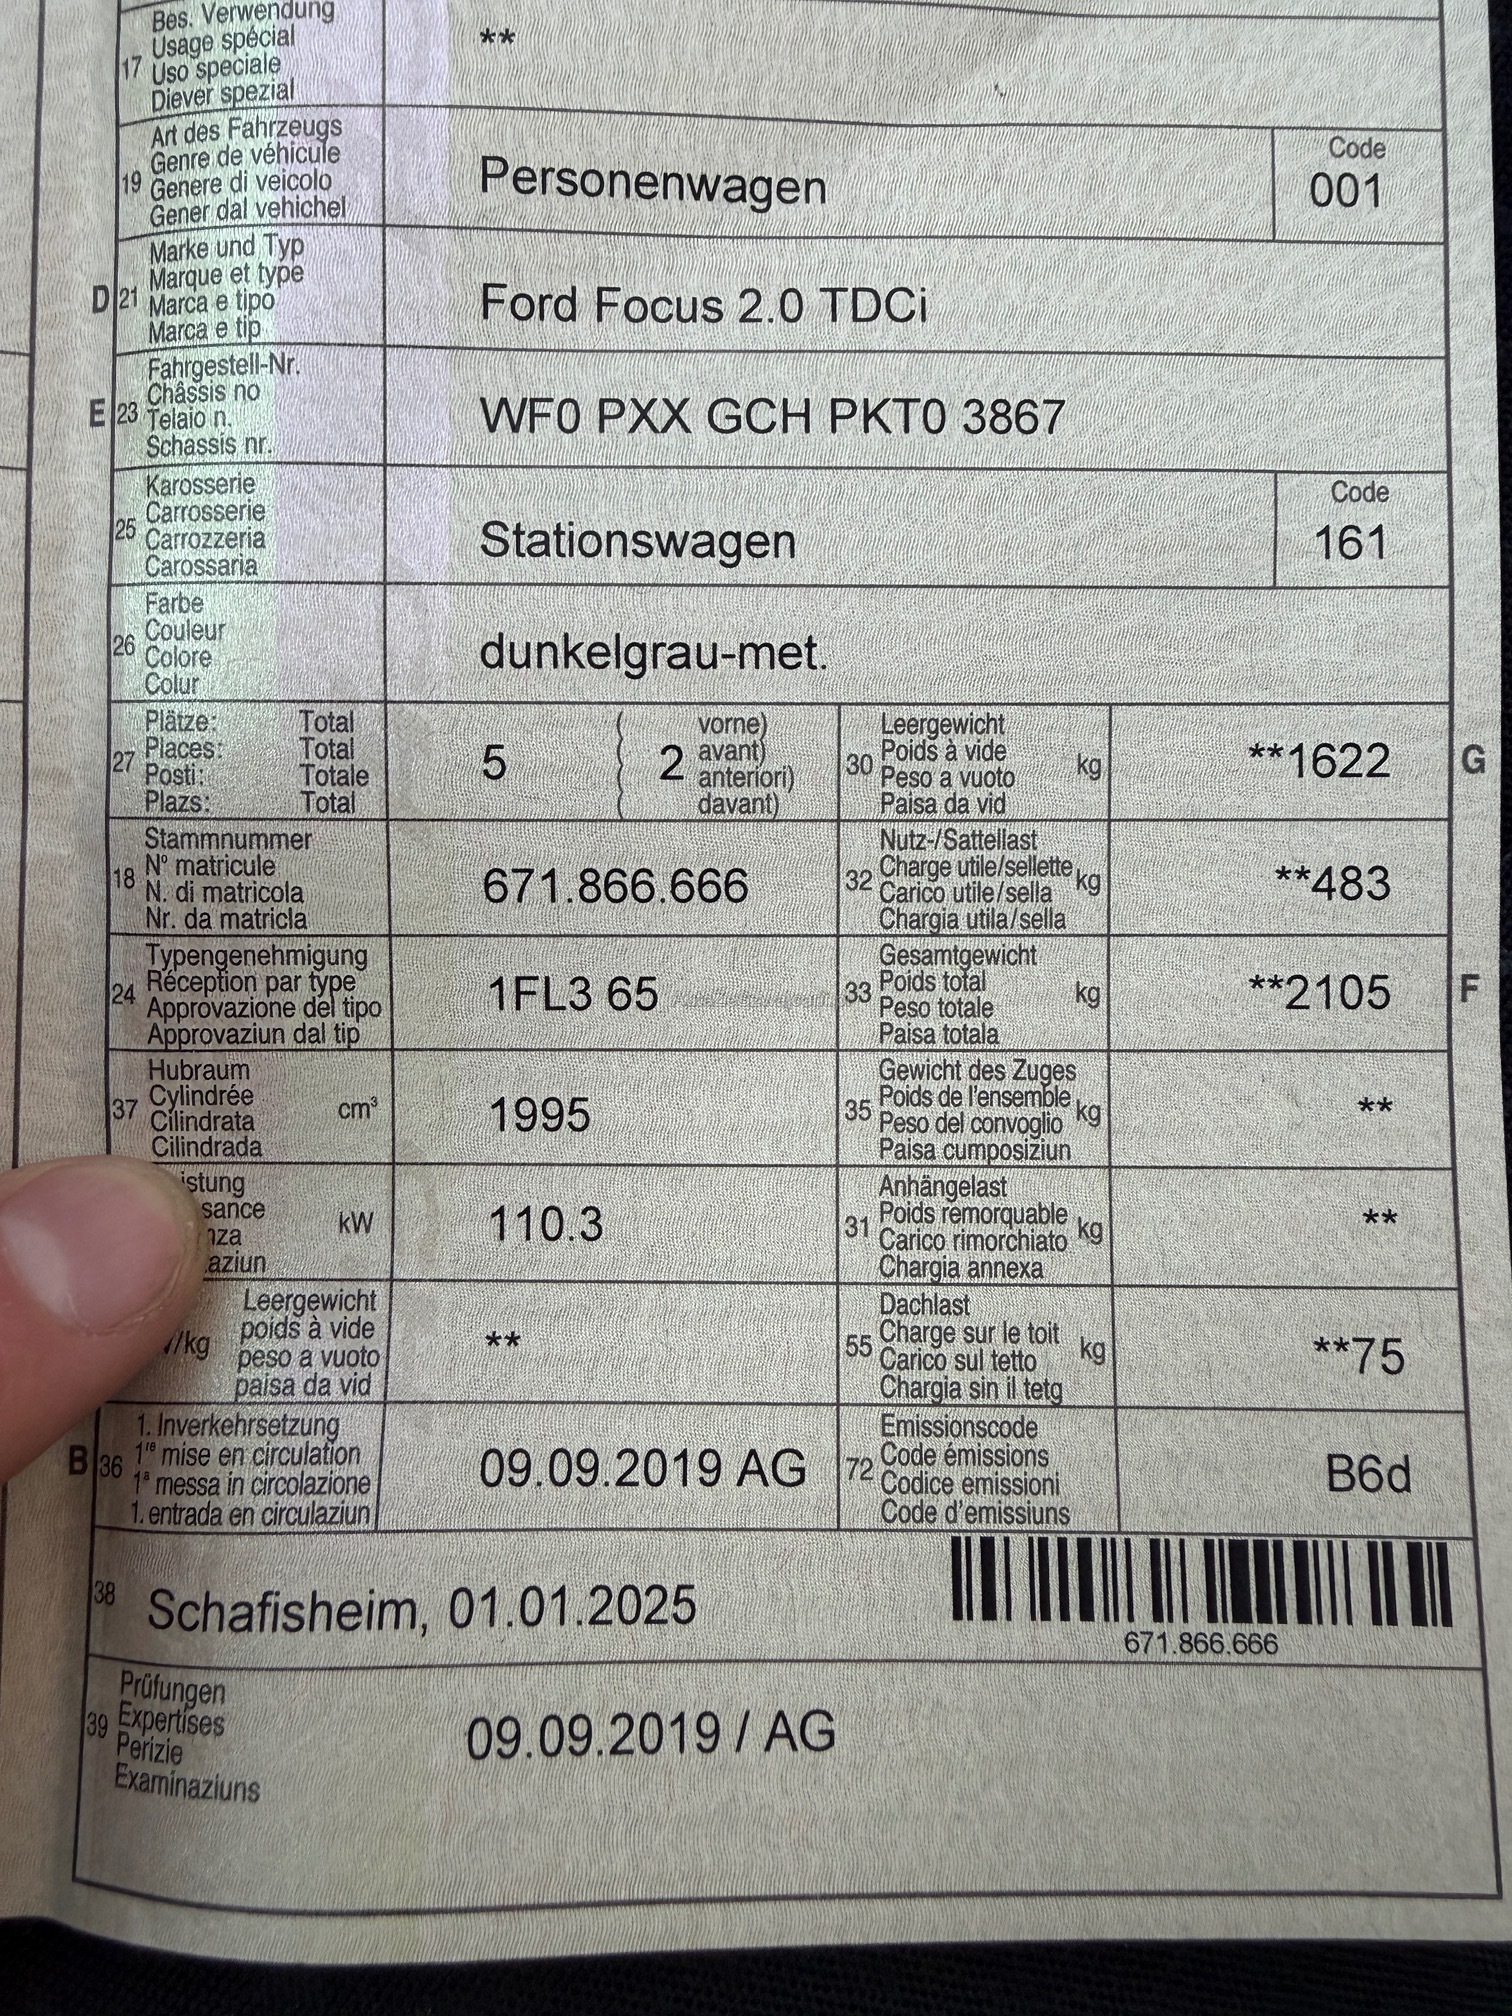 Bes. Verwendung
Usage spécial
17 Uso speciale
Diever spezial
**
Art des Fahrzeugs
Genre de véhicule
19 Genere di veicolo
Gener dal vehichel
Personenwagen
Code
001
Marke und Typ
Marque et type
D 21 Marca e tipo
Marca e tip
Ford Focus 2.0 TDCi
Fahrgestell-Nr.
Châssis no
E 23 Telaio n.
Schassis nr.
WF0 PXX GCH PKT0 3867
Karosserie
Carrosserie
25 Carrozzeria
Carossaria
Stationswagen
Code
161
Farbe
Couleur
26 Colore
Colur
dunkelgrau-met.
Plätze: Total
Places: Total
27 Posti: Totale
Plazs: Total
5 ( 2 vorne)
( avant)
( anteriori)
( davant)
Leergewicht
30 Poids à vide kg
Peso a vuoto
Paisa da vid
**1622 G
Stammnummer
18 N° matricule
N. di matricola
Nr. da matricla
671.866.666
Nutz-/Sattellast
32 Charge utile/sellette kg
Carico utile/sella
Chargia utila/sella
**483
Typengenehmigung
24 Réception par type
Approvazione del tipo
Approvaziun dal tip
1FL3 65
Gesamtgewicht
33 Poids total kg
Peso totale
Paisa totala
**2105 F
Hubraum
37 Cylindrée cm³
Cilindrata
Cilindrada
1995
Gewicht des Zuges
35 Poids de l'ensemble kg
Peso del convoglio
Paisa cumposiziun
**
istung
sance
nza kW
aziun
110.3
Anhängelast
31 Poids remorquable kg
Carico rimorchiato
Chargia annexa
**
Leergewicht
poids à vide
/kg peso a vuoto
paisa da vid
**
Dachlast
55 Charge sur le toit kg
Carico sul tetto
Chargia sin il tetg
**75
1. Inverkehrsetzung
B 36 1re mise en circulation
1a messa in circolazione
1. entrada en circulaziun
09.09.2019 AG
Emissionscode
72 Code émissions
Codice emissioni
Code d'emissiuns
B6d
38 Schafisheim, 01.01.2025
671.866.666
Prüfungen
39 Expertises
Perizie
Examinaziuns
09.09.2019 / AG